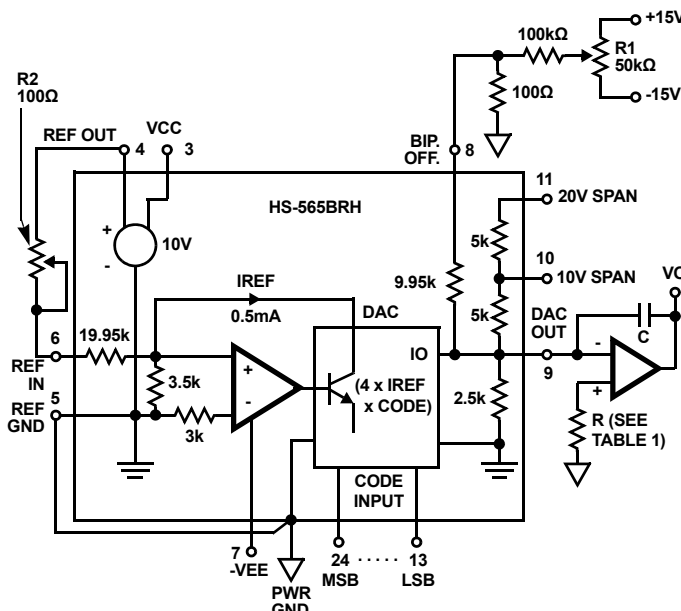 +15V
100kΩ
R1
50kΩ
100Ω
-15V
R2
100Ω
REF OUT
VCC
4
3
BIP.
OFF.
8
HS-565BRH
11
20V SPAN
5k
+
-
10V
10
10V SPAN
9.95k
5k
IREF
0.5mA
DAC
DAC
OUT
C
6
19.95k
IO
9
-
REF
IN
+
(4 x IREF
x CODE)
3.5k
-
2.5k
+
5
REF
GND
3k
R (SEE
TABLE 1)
CODE
INPUT
7
-VEE
PWR
GND
24 . . . . . 13
MSB
LSB